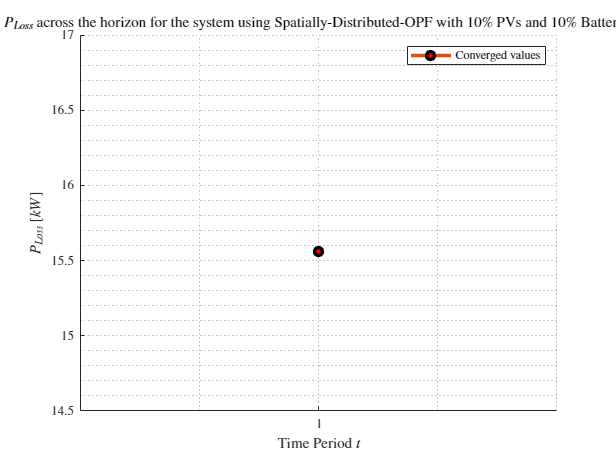 P_Loss across the horizon for the system using Spatially-Distributed-OPF with 10% PVs and 10% Batter
17
Converged values
16.5
16
P_Loss [kW]
15.5
15
14.5
1
Time Period t